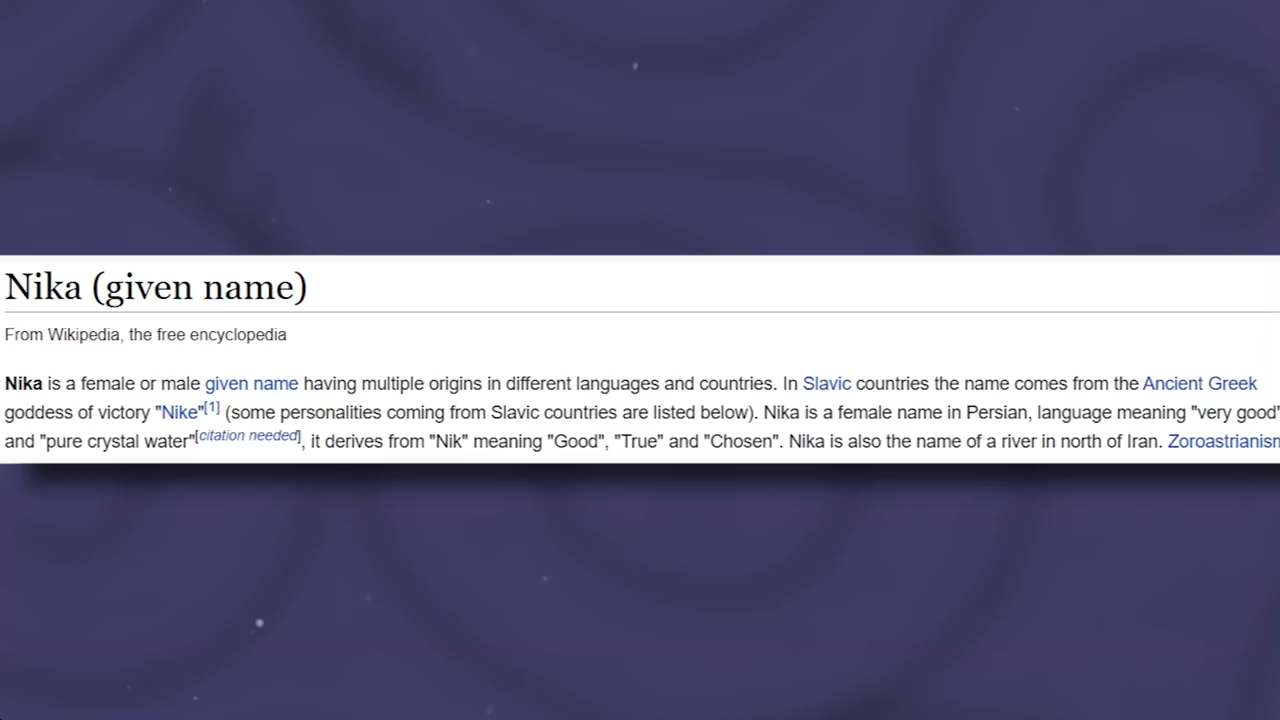 Nika (given name)
From Wikipedia, the free encyclopedia
Nika is a female or male given name having multiple origins in different languages and countries. In Slavic countries the name comes from the Ancient Greek
goddess of victory "Nike"[1] (some personalities coming from Slavic countries are listed below). Nika is a female name in Persian, language meaning "very good"
and "pure crystal water"[citation needed], it derives from "Nik" meaning "Good", "True" and "Chosen". Nika is also the name of a river in north of Iran. Zoroastrianism